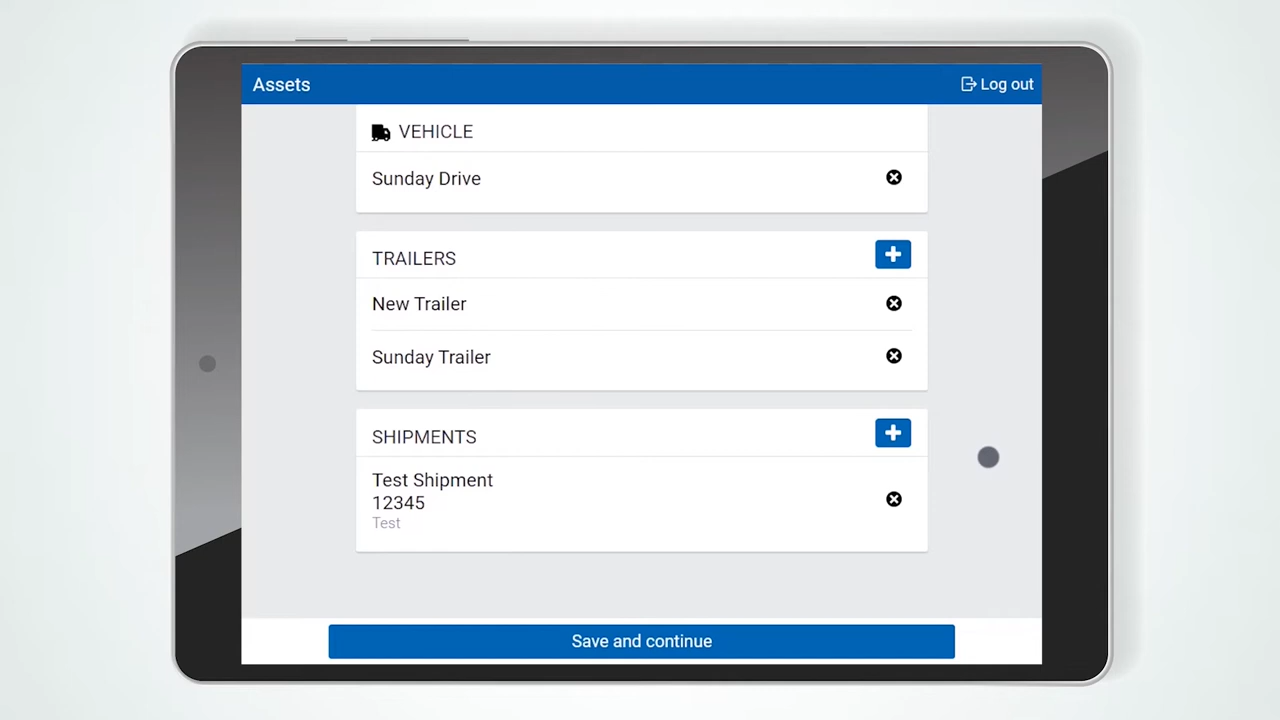 Assets
Log out
VEHICLE
Sunday Drive
TRAILERS
New Trailer
Sunday Trailer
SHIPMENTS
Test Shipment
12345
Test
Save and continue